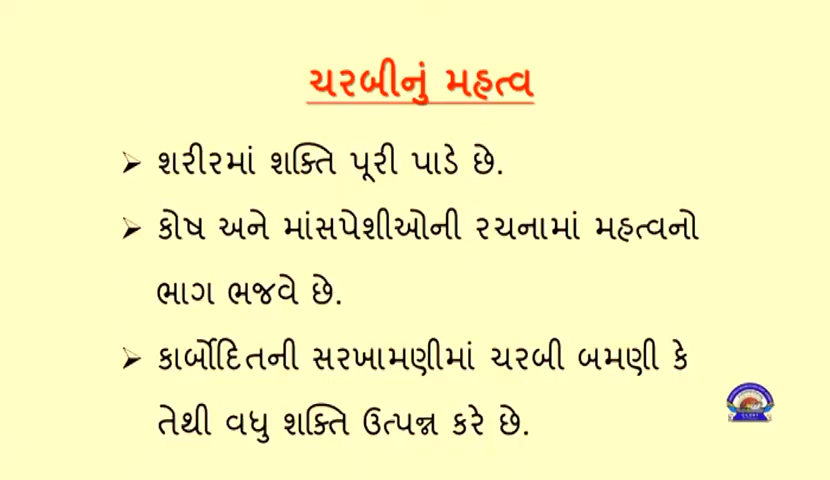 ચરબીનું મહત્વ
➢ શરીરમાં શક્તિ પૂરી પાડે છે.
➢ કોષ અને માંસપેશીઓની રચનામાં મહત્વનો
ભાગ ભજવે છે.
➢ કાર્બોદિતની સરખામણીમાં ચરબી બમણી કે
તેથી વધુ શક્તિ ઉત્પન્ન કરે છે.